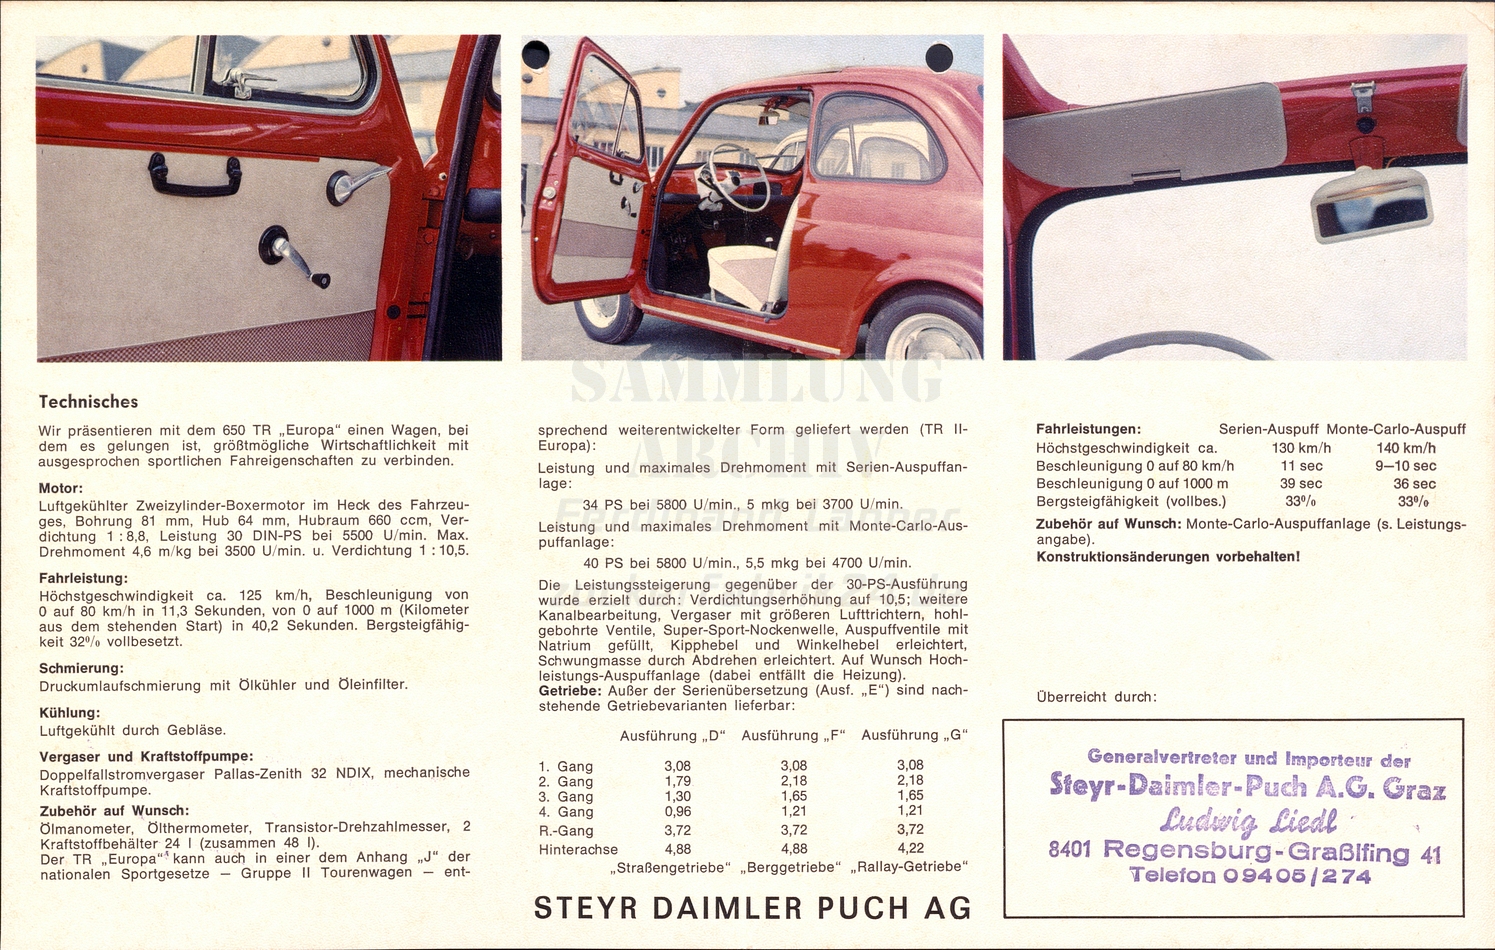 Technisches
Wir präsentieren mit dem 650 TR „Europa“ einen Wagen, bei
dem es gelungen ist, größtmögliche Wirtschaftlichkeit mit
ausgesprochen sportlichen Fahreigenschaften zu verbinden.
Motor:
Luftgekühlter Zweizylinder-Boxermotor im Heck des Fahrzeu-
ges, Bohrung 81 mm, Hub 64 mm, Hubraum 660 ccm, Ver-
dichtung 1 : 8,8, Leistung 30 DIN-PS bei 5500 U/min. Max.
Drehmoment 4,6 m/kg bei 3500 U/min. u. Verdichtung 1 : 10,5.
Fahrleistung:
Höchstgeschwindigkeit ca. 125 km/h, Beschleunigung von
0 auf 80 km/h in 11,3 Sekunden, von 0 auf 1000 m (Kilometer
aus dem stehenden Start) in 40,2 Sekunden. Bergsteigfähig-
keit 32% vollbesetzt.
Schmierung:
Druckumlaufschmierung mit Ölkühler und Öleinfilter.
Kühlung:
Luftgekühlt durch Gebläse.
Vergaser und Kraftstoffpumpe:
Doppelfallstromvergaser Pallas-Zenith 32 NDIX, mechanische
Kraftstoffpumpe.
Zubehör auf Wunsch:
Ölmanometer, Ölthermometer, Transistor-Drehzahlmesser, 2
Kraftstoffbehälter 24 l (zusammen 48 l).
Der TR „Europa“ kann auch in einer dem Anhang „J“ der
nationalen Sportgesetze — Gruppe II Tourenwagen — ent-
sprechend weiterentwickelter Form geliefert werden (TR II-
Europa):
Leistung und maximales Drehmoment mit Serien-Auspuffan-
lage:
34 PS bei 5800 U/min., 5 mkg bei 3700 U/min.
Leistung und maximales Drehmoment mit Monte-Carlo-Aus-
puffanlage:
40 PS bei 5800 U/min., 5,5 mkg bei 4700 U/min.
Die Leistungssteigerung gegenüber der 30-PS-Ausführung
wurde erzielt durch: Verdichtungserhöhung auf 10,5; weitere
Kanalbearbeitung, Vergaser mit größeren Lufttrichtern, hohl-
gebohrte Ventile, Super-Sport-Nockenwelle, Auspuffventile mit
Natrium gefüllt, Kipphebel und Winkelhebel erleichtert,
Schwungmasse durch Abdrehen erleichtert. Auf Wunsch Hoch-
leistungs-Auspuffanlage (dabei entfällt die Heizung).
Getriebe: Außer der Serienübersetzung (Ausf. „E“) sind nach-
stehende Getriebevarianten lieferbar:
Ausführung „D“ Ausführung „F“ Ausführung „G“
1. Gang 3,08 3,08 3,08
2. Gang 1,79 2,18 2,18
3. Gang 1,30 1,65 1,65
4. Gang 0,96 1,21 1,21
R.-Gang 3,72 3,72 3,72
Hinterachse 4,88 4,88 4,22
„Straßengetriebe“ „Berggetriebe“ „Rallay-Getriebe“
STEYR DAIMLER PUCH AG
Fahrleistungen: Serien-Auspuff Monte-Carlo-Auspuff
Höchstgeschwindigkeit ca. 130 km/h 140 km/h
Beschleunigung 0 auf 80 km/h 11 sec 9—10 sec
Beschleunigung 0 auf 1000 m 39 sec 36 sec
Bergsteigfähigkeit (vollbes.) 33% 33%
Zubehör auf Wunsch: Monte-Carlo-Auspuffanlage (s. Leistungs-
angabe).
Konstruktionsänderungen vorbehalten!
Überreicht durch:
Generalvertreter und Importeur der
Steyr-Daimler-Puch A.G. Graz
Ludwig Liedl
8401 Regensburg-Graßlfing 41
Telefon 09405/274
SAMMLUNG
ARCHIV